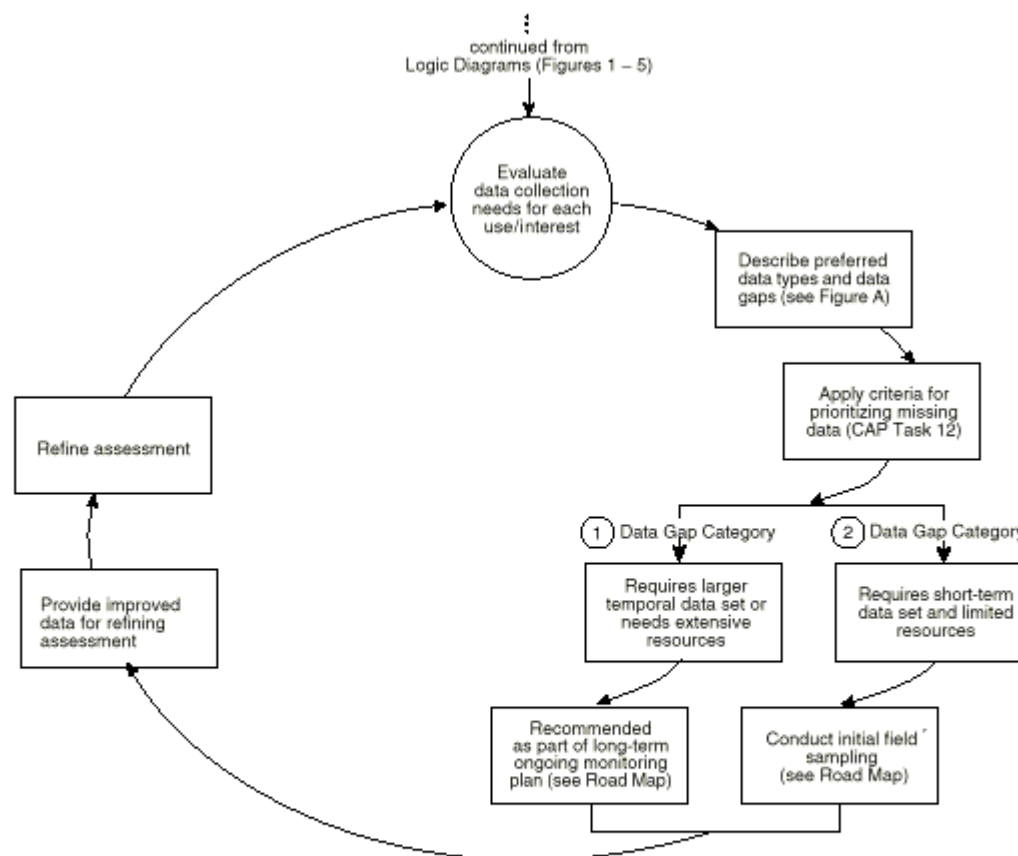 continued from
Logic Diagrams (Figures 1 – 5)
Evaluate
data collection
needs for each
use/interest
Describe preferred
data types and data
gaps (see Figure A)
Apply criteria for
prioritizing missing
data (CAP Task 12)
1 Data Gap Category
2 Data Gap Category
Requires larger
temporal data set or
needs extensive
resources
Requires short-term
data set and limited
resources
Recommended
as part of long-term
ongoing monitoring
plan (see Road Map)
Conduct initial field
sampling
(see Road Map)
Provide improved
data for refining
assessment
Refine assessment